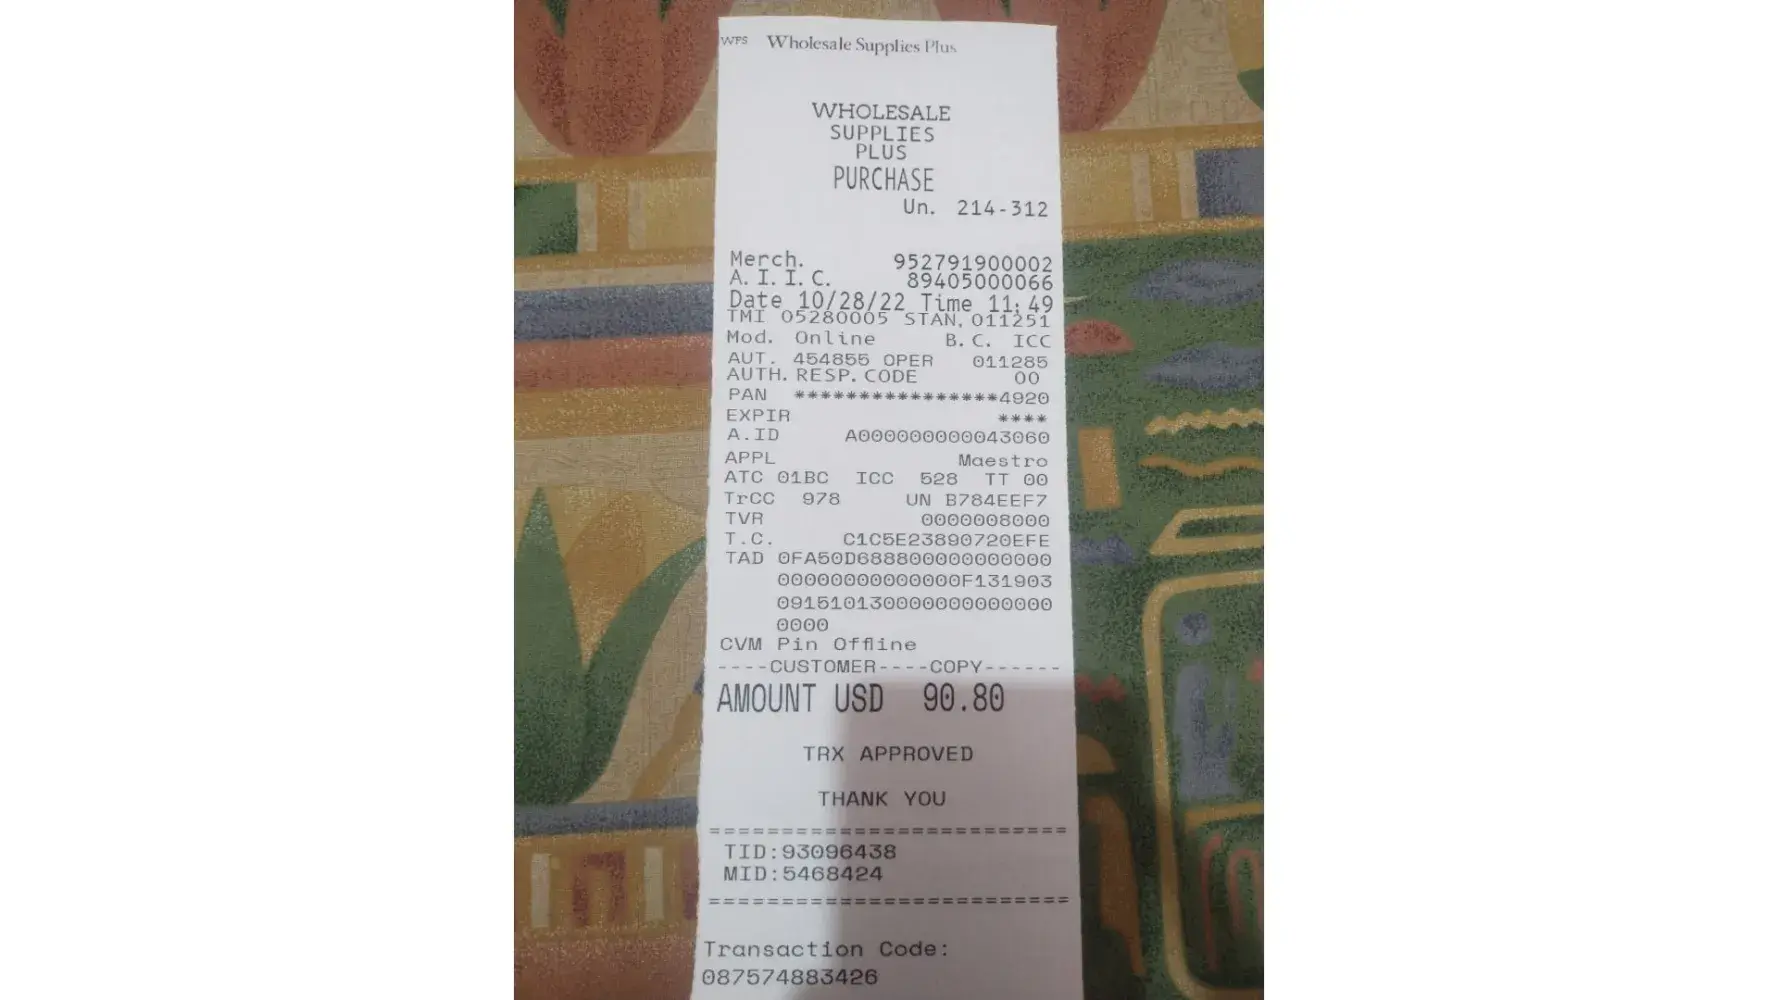 WPS Wholesale Supplies Plus
WHOLESALE
SUPPLIES
PLUS
PURCHASE
Un. 214-312
Merch. 952791900002
A.I.I.C. 89405000066
Date 10/28/22 Time 11:49
TMI 05280005 STAN, 011251
Mod. Online B.C. ICC
AUT. 454855 OPER 011285
AUTH. RESP. CODE 00
PAN ****************4920
EXPIR ****
A.ID A000000000043060
APPL Maestro
ATC 01BC ICC 528 TT 00
TrCC 978 UN B784EEF7
TVR 0000008000
T.C. C1C5E23890720EFE
TAD 0FA50D688800000000000
00000000000000F131903
091510130000000000000
0000
CVM Pin Offline
----CUSTOMER----COPY------
AMOUNT USD 90.80
TRX APPROVED
THANK YOU
=========================
TID:93096438
MID:5468424
=========================
Transaction Code:
087574883426